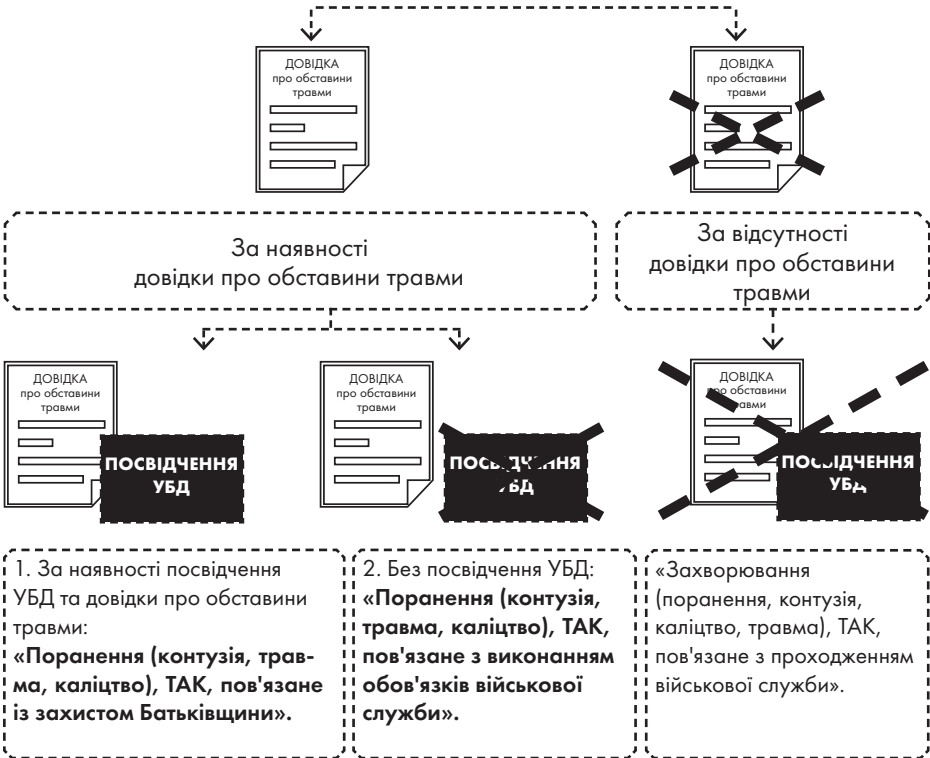 ДОВІДКА
про обставини
травми
ДОВІДКА
про обставини
травми
За наявності
довідки про обставини травми
За відсутності
довідки про обставини
травми
ДОВІДКА
про обставини
травми
ПОСВІДЧЕННЯ
УБД
ДОВІДКА
про обставини
травми
ПОСВІДЧЕННЯ
УБД
ДОВІДКА
про обставини
травми
ПОСВІДЧЕННЯ
УБД
1. За наявності посвідчення
УБД та довідки про обставини
травми:
«Поранення (контузія, трав-
ма, каліцтво), ТАК, пов'язане
із захистом Батьківщини».
2. Без посвідчення УБД:
«Поранення (контузія,
травма, каліцтво), ТАК,
пов'язане з виконанням
обов'язків військової
служби».
«Захворювання
(поранення, контузія,
каліцтво, травма), ТАК,
пов'язане з проходженням
військової служби».